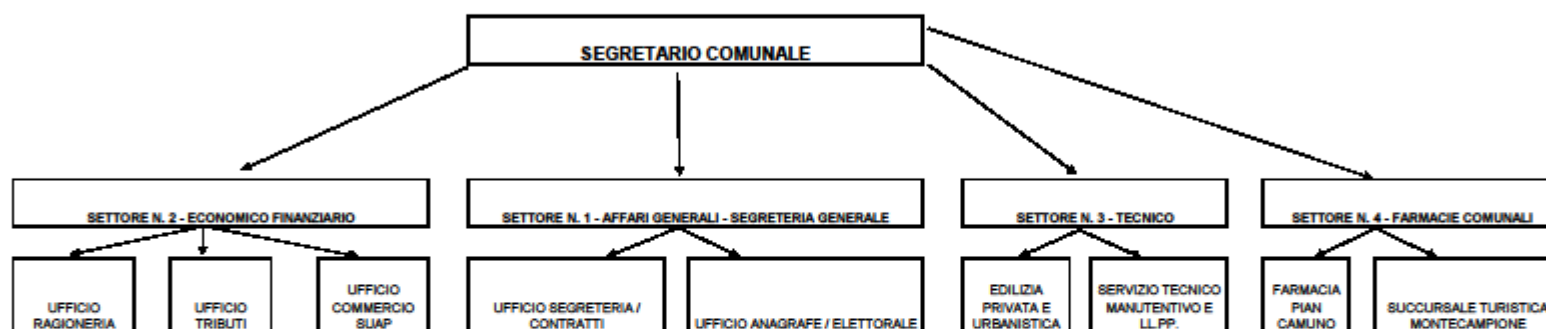 SEGRETARIO COMUNALE
SETTORE N. 2 - ECONOMICO FINANZIARIO
SETTORE N. 1 - AFFARI GENERALI - SEGRETERIA GENERALE
SETTORE N. 3 - TECNICO
SETTORE N. 4 - FARMACIE COMUNALI
UFFICIO
RAGIONERIA
UFFICIO
TRIBUTI
UFFICIO
COMMERCIO
SUAP
UFFICIO SEGRETERIA /
CONTRATTI
UFFICIO ANAGRAFE / ELETTORALE
EDILIZIA
PRIVATA E
URBANISTICA
SERVIZIO TECNICO
MANUTENTIVO E
LL.PP.
FARMACIA
PIAN
CAMUNO
SUCCURSALE TURISTICA
MONTECAMPIONE